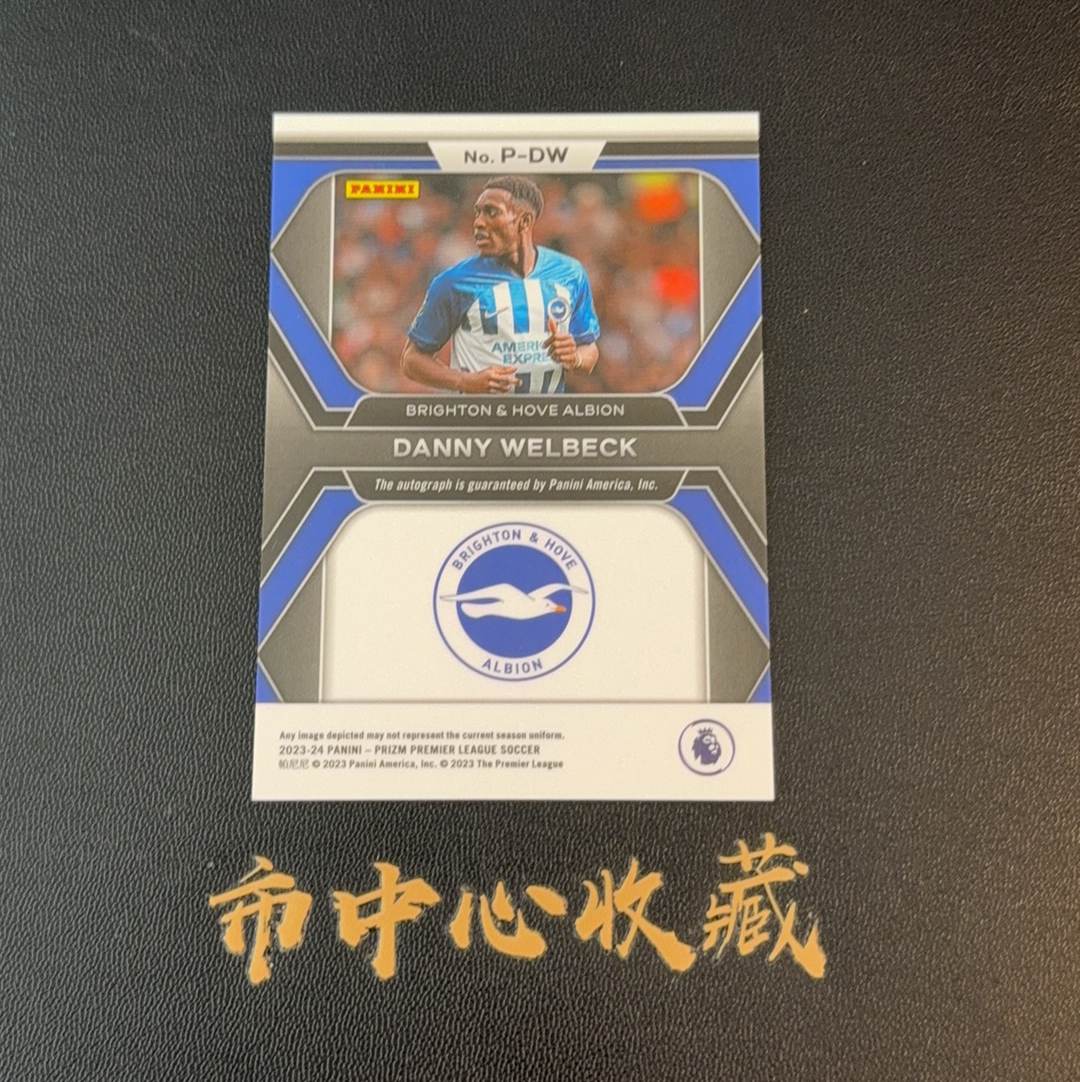 No. P-DW
PANINI
AMERI
EXPRE
BRIGHTON & HOVE ALBION
DANNY WELBECK
The autograph is guaranteed by Panini America, Inc.
BRIGHTON & HOVE
ALBION
Any image depicted may not represent the current season uniform.
2023-24 PANINI – PRIZM PREMIER LEAGUE SOCCER
帕尼尼 © 2023 Panini America, Inc. © 2023 The Premier League
市中心收藏